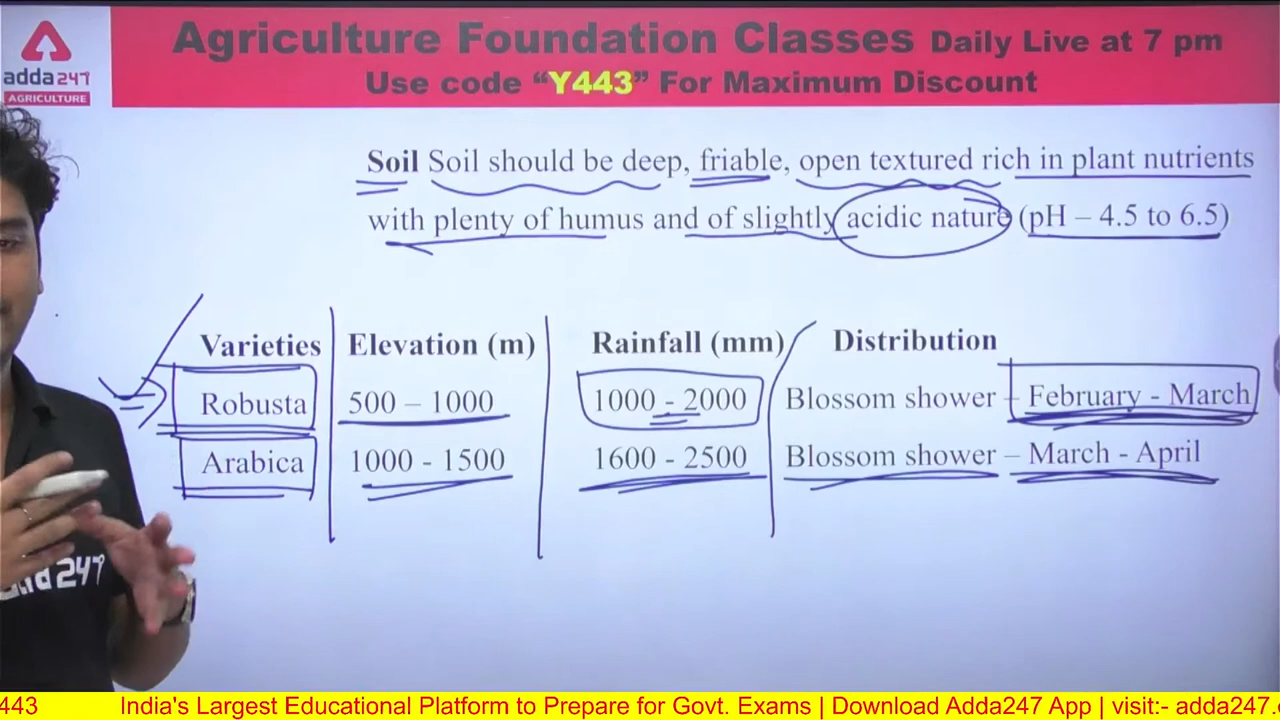 Agriculture Foundation Classes Daily Live at 7 pm
Use code “Y443” For Maximum Discount
adda247
AGRICULTURE
Soil Soil should be deep, friable, open textured rich in plant nutrients
with plenty of humus and of slightly acidic nature (pH – 4.5 to 6.5)
Varieties Elevation (m) Rainfall (mm) Distribution
Robusta 500 – 1000 1000 - 2000 Blossom shower – February - March
Arabica 1000 - 1500 1600 - 2500 Blossom shower – March - April
247
443 India's Largest Educational Platform to Prepare for Govt. Exams | Download Adda247 App | visit:- adda247.